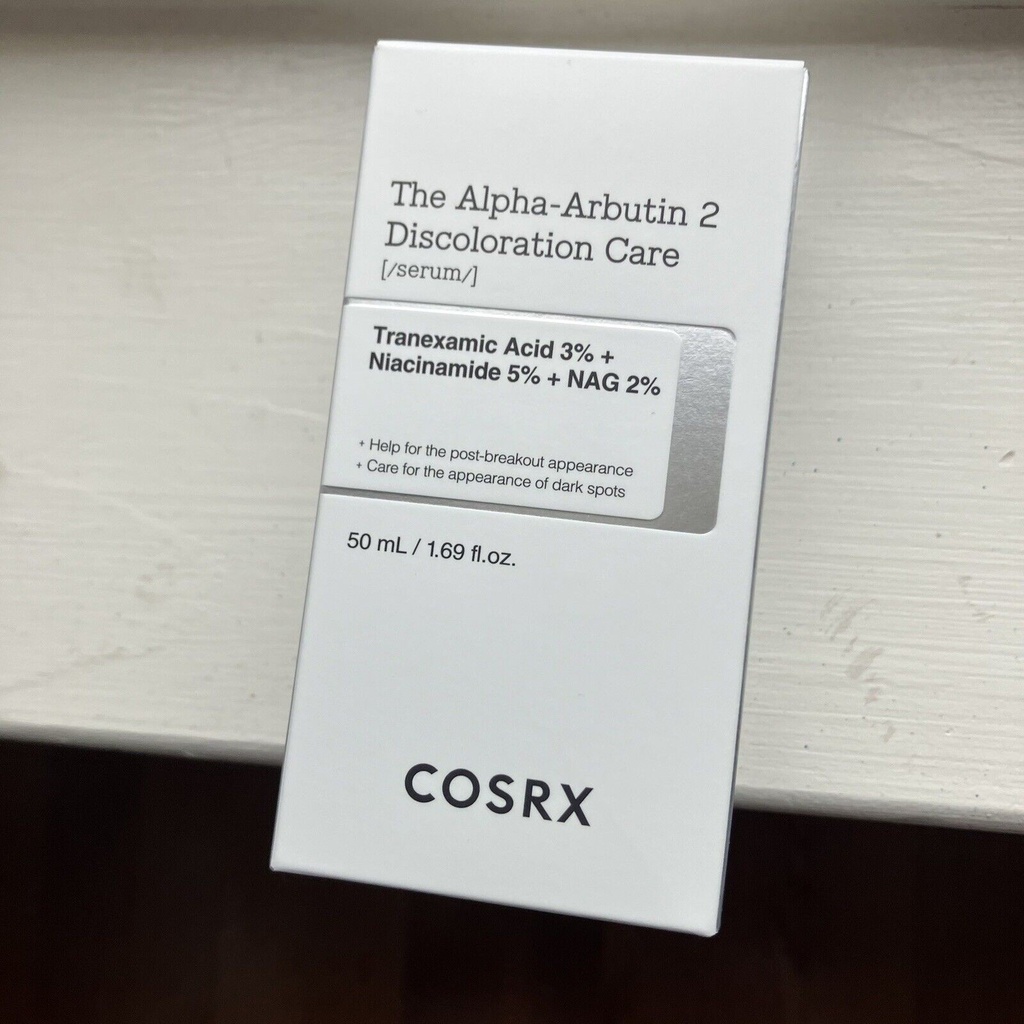 The Alpha-Arbutin 2
Discoloration Care
[/serum/]
Tranexamic Acid 3% +
Niacinamide 5% + NAG 2%
+ Help for the post-breakout appearance
+ Care for the appearance of dark spots
50 mL / 1.69 fl.oz.
COSRX